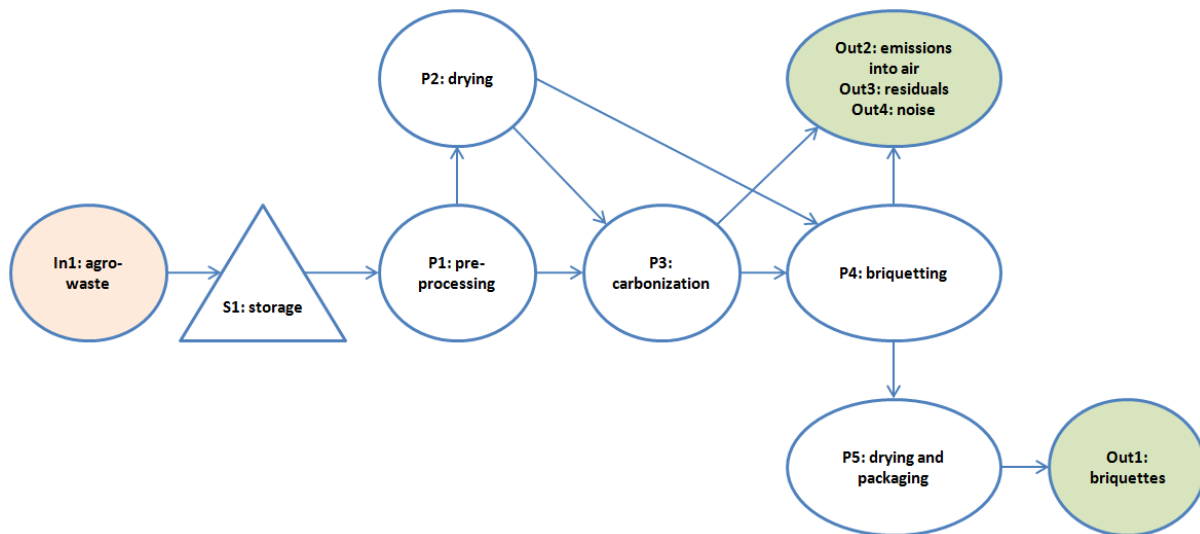 P2: drying
Out2: emissions
into air
Out3: residuals
Out4: noise
In1: agro-
waste
S1: storage
P1: pre-
processing
P3:
carbonization
P4: briquetting
P5: drying and
packaging
Out1:
briquettes